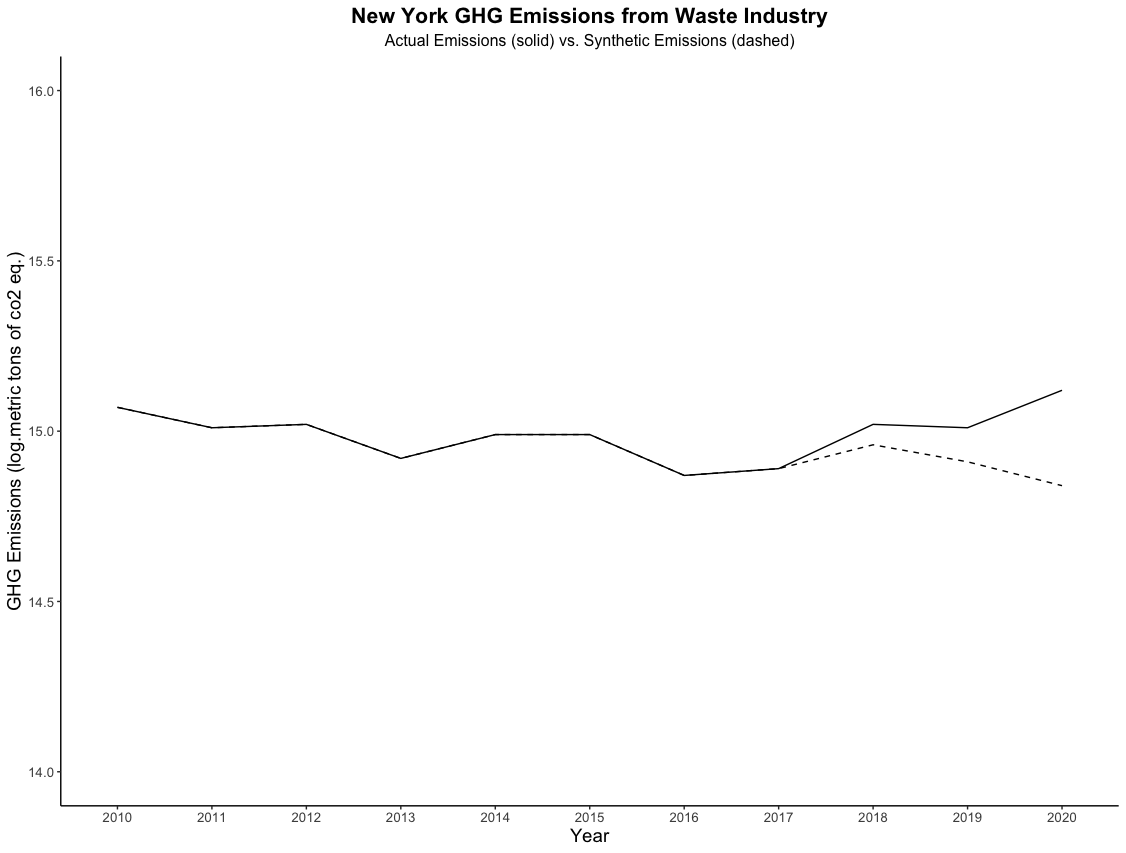 New York GHG Emissions from Waste Industry
Actual Emissions (solid) vs. Synthetic Emissions (dashed)
GHG Emissions (log.metric tons of co2 eq.)
16.0
15.5
15.0
14.5
14.0
2010 2011 2012 2013 2014 2015 2016 2017 2018 2019 2020
Year